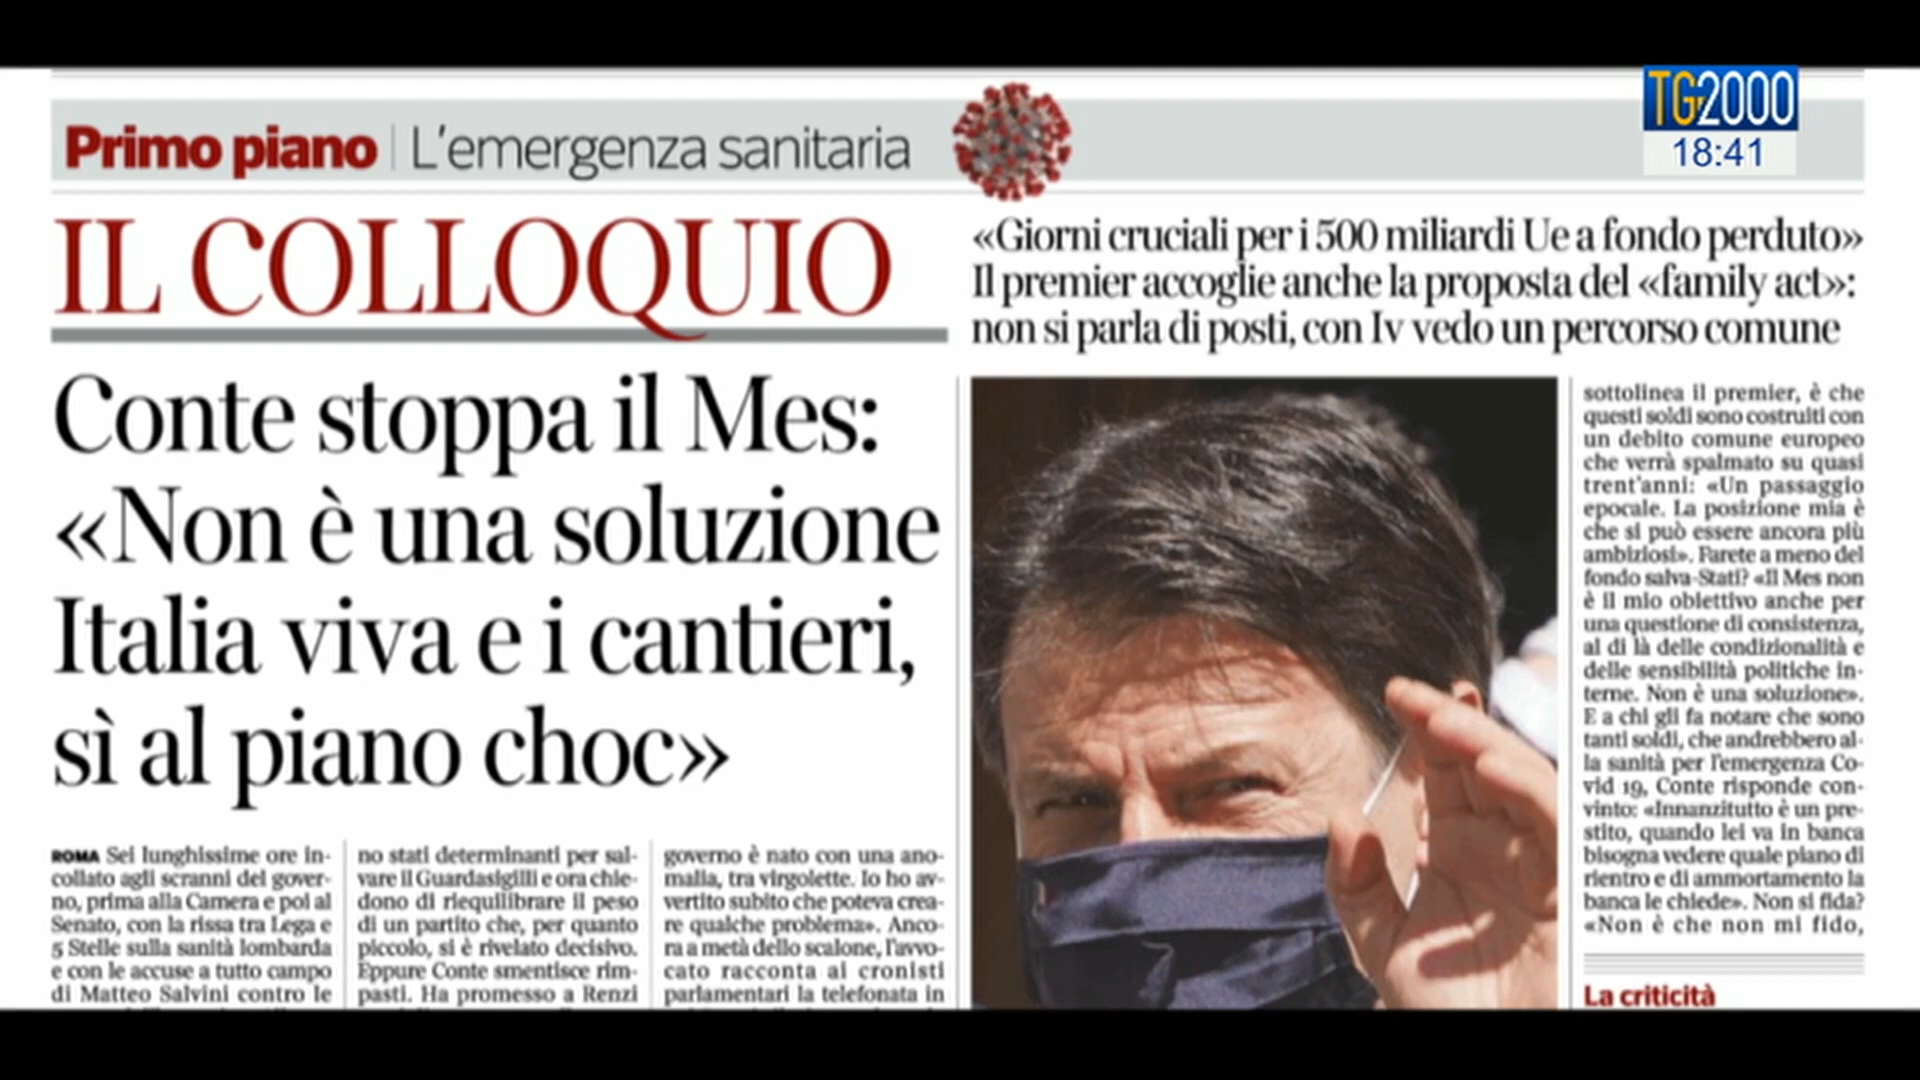 TG2000
18:41
Primo piano | L'emergenza sanitaria
IL COLLOQUIO
«Giorni cruciali per i 500 miliardi Ue a fondo perduto»
Il premier accoglie anche la proposta del «family act»:
non si parla di posti, con Iv vedo un percorso comune
Conte stoppa il Mes:
«Non è una soluzione
Italia viva e i cantieri,
sì al piano choc»
ROMA Sei lunghissime ore in-
collato agli scranni del gover-
no, prima alla Camera e poi al
Senato, con la rissa tra Lega e
5 Stelle sulla sanità lombarda
e con le accuse a tutto campo
di Matteo Salvini contro le
no stati determinanti per sal-
vare il Guardasigilli e ora chie-
dono di riequilibrare il peso
di un partito che, per quanto
piccolo, si è rivelato decisivo.
Eppure Conte smentisce rim-
pasti. Ha promesso a Renzi
governo è nato con una ano-
malia, tra virgolette. Io ho av-
vertito subito che poteva crea-
re qualche problema». Anco-
ra a metà dello scalone, l'avvo-
cato racconta ai cronisti
parlamentari la telefonata in
sottolinea il premier, è che
questi soldi sono costruiti con
un debito comune europeo
che verrà spalmato su quasi
trent'anni: «Un passaggio
epocale. La posizione mia è
che si può essere ancora più
ambiziosi». Farete a meno del
fondo salva-Stati? «Il Mes non
è il mio obiettivo anche per
una questione di consistenza,
al di là delle condizionalità e
delle sensibilità politiche in-
terne. Non è una soluzione».
E a chi gli fa notare che sono
tanti soldi, che andrebbero al-
la sanità per l'emergenza Co-
vid 19, Conte risponde con-
vinto: «Innanzitutto è un pre-
stito, quando lei va in banca
bisogna vedere quale piano di
rientro e di ammortamento la
banca le chiede». Non si fida?
«Non è che non mi fido,
La criticità